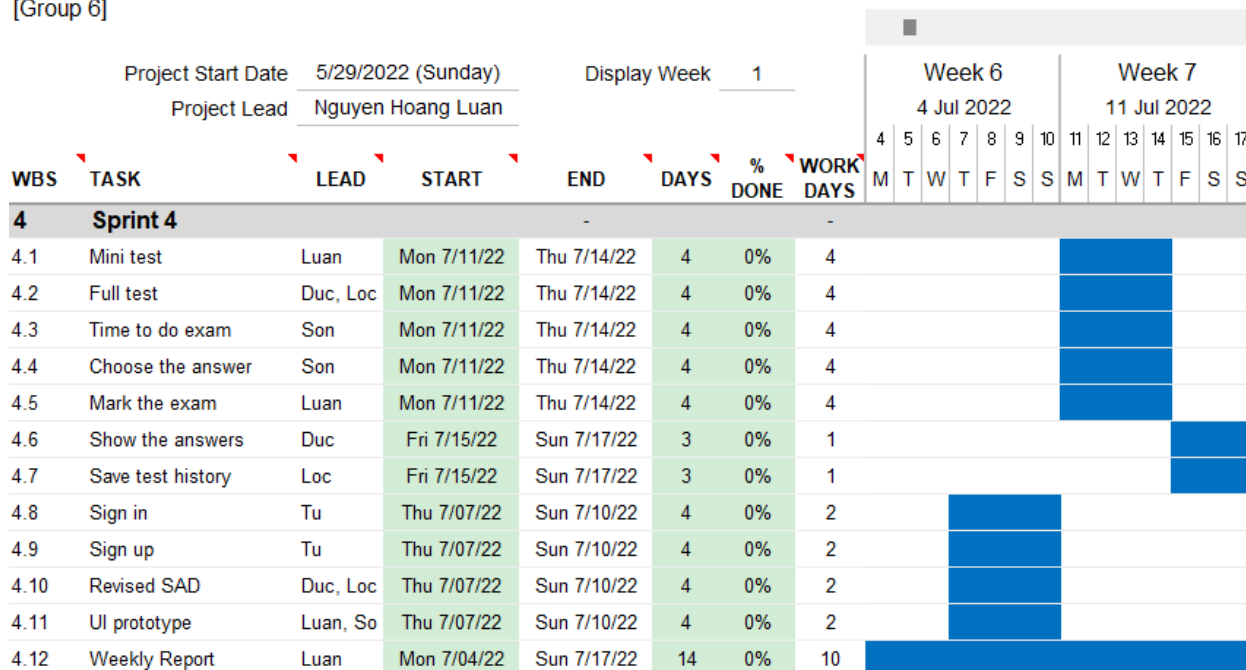 [Group 6]
Project Start Date 5/29/2022 (Sunday) Display Week 1 Week 6 Week 7
Project Lead Nguyen Hoang Luan 4 Jul 2022 11 Jul 2022
4 5 6 7 8 9 10 11 12 13 14 15 16 17
WBS TASK LEAD START END DAYS % DONE WORK DAYS M T W T F S S M T W T F S S
4 Sprint 4 - -
4.1 Mini test Luan Mon 7/11/22 Thu 7/14/22 4 0% 4
4.2 Full test Duc, Loc Mon 7/11/22 Thu 7/14/22 4 0% 4
4.3 Time to do exam Son Mon 7/11/22 Thu 7/14/22 4 0% 4
4.4 Choose the answer Son Mon 7/11/22 Thu 7/14/22 4 0% 4
4.5 Mark the exam Luan Mon 7/11/22 Thu 7/14/22 4 0% 4
4.6 Show the answers Duc Fri 7/15/22 Sun 7/17/22 3 0% 1
4.7 Save test history Loc Fri 7/15/22 Sun 7/17/22 3 0% 1
4.8 Sign in Tu Thu 7/07/22 Sun 7/10/22 4 0% 2
4.9 Sign up Tu Thu 7/07/22 Sun 7/10/22 4 0% 2
4.10 Revised SAD Duc, Loc Thu 7/07/22 Sun 7/10/22 4 0% 2
4.11 UI prototype Luan, So Thu 7/07/22 Sun 7/10/22 4 0% 2
4.12 Weekly Report Luan Mon 7/04/22 Sun 7/17/22 14 0% 10